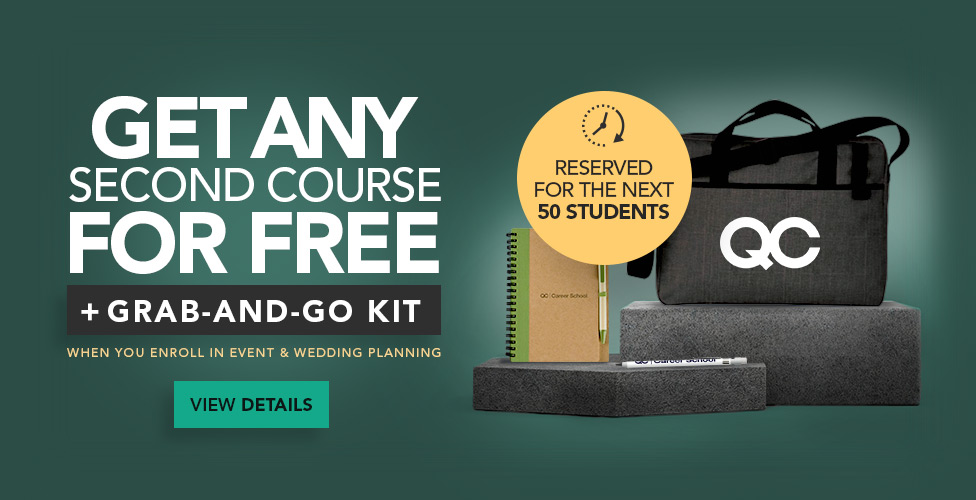 GET ANY
SECOND COURSE
FOR FREE
+ GRAB-AND-GO KIT
WHEN YOU ENROLL IN EVENT & WEDDING PLANNING
VIEW DETAILS
RESERVED
FOR THE NEXT
50 STUDENTS
QC
QC | Career School
QC | Career School